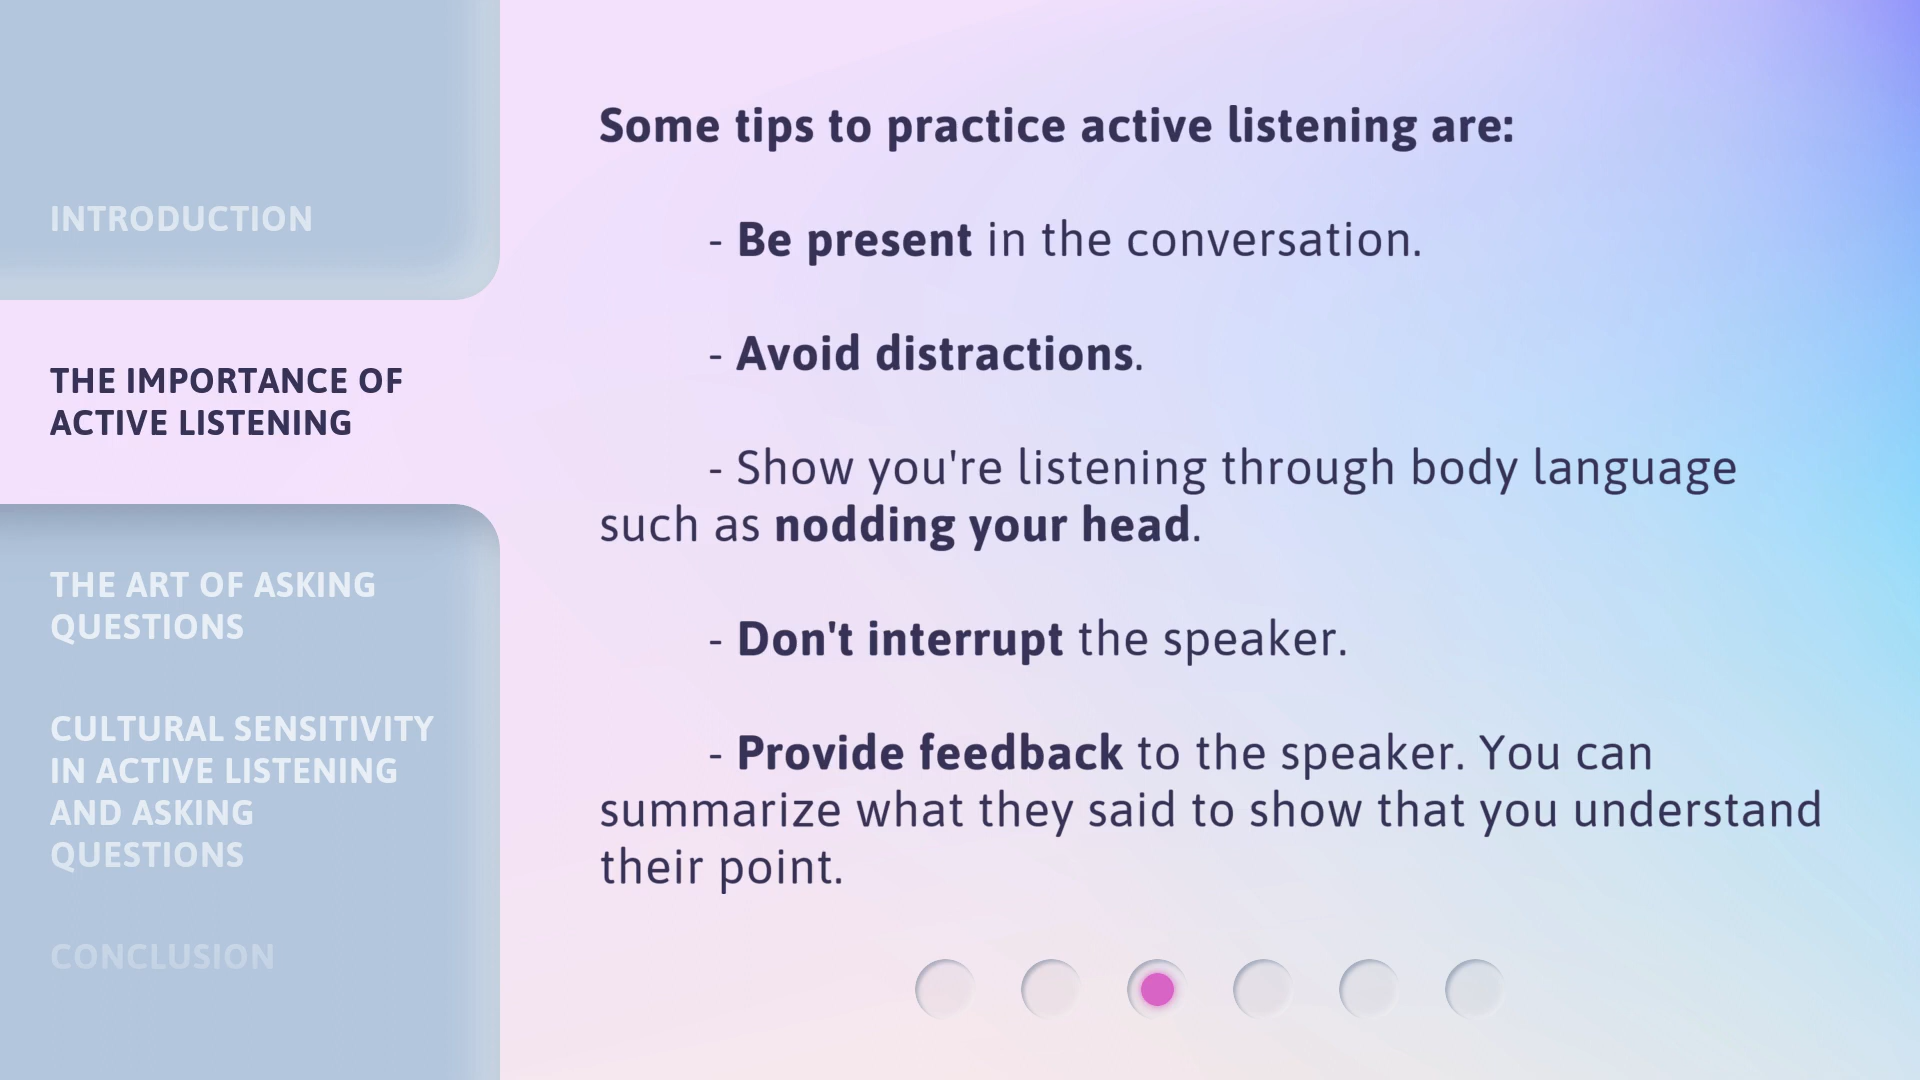 INTRODUCTION
THE IMPORTANCE OF
ACTIVE LISTENING
THE ART OF ASKING
QUESTIONS
CULTURAL SENSITIVITY
IN ACTIVE LISTENING
AND ASKING
QUESTIONS
CONCLUSION
Some tips to practice active listening are:
- Be present in the conversation.
- Avoid distractions.
- Show you're listening through body language
such as nodding your head.
- Don't interrupt the speaker.
- Provide feedback to the speaker. You can
summarize what they said to show that you understand
their point.